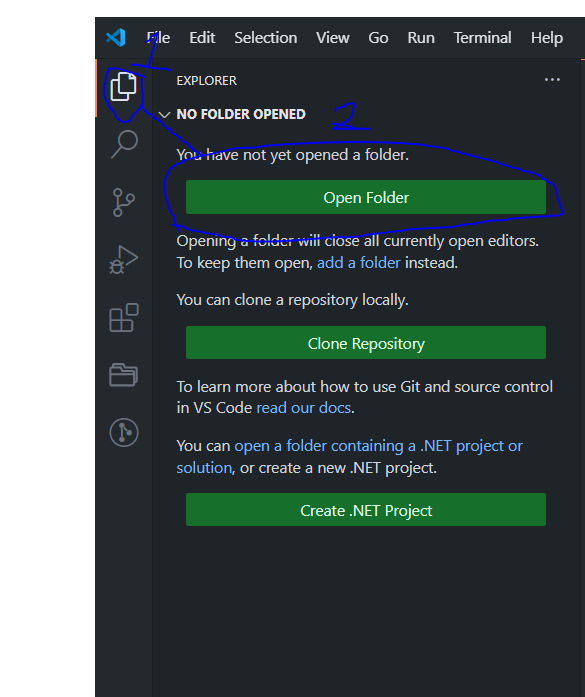 File Edit Selection View Go Run Terminal Help
1
EXPLORER
NO FOLDER OPENED
2
You have not yet opened a folder.
Open Folder
Opening a folder will close all currently open editors.
To keep them open, add a folder instead.
You can clone a repository locally.
Clone Repository
To learn more about how to use Git and source control
in VS Code read our docs.
You can open a folder containing a .NET project or
solution, or create a new .NET project.
Create .NET Project